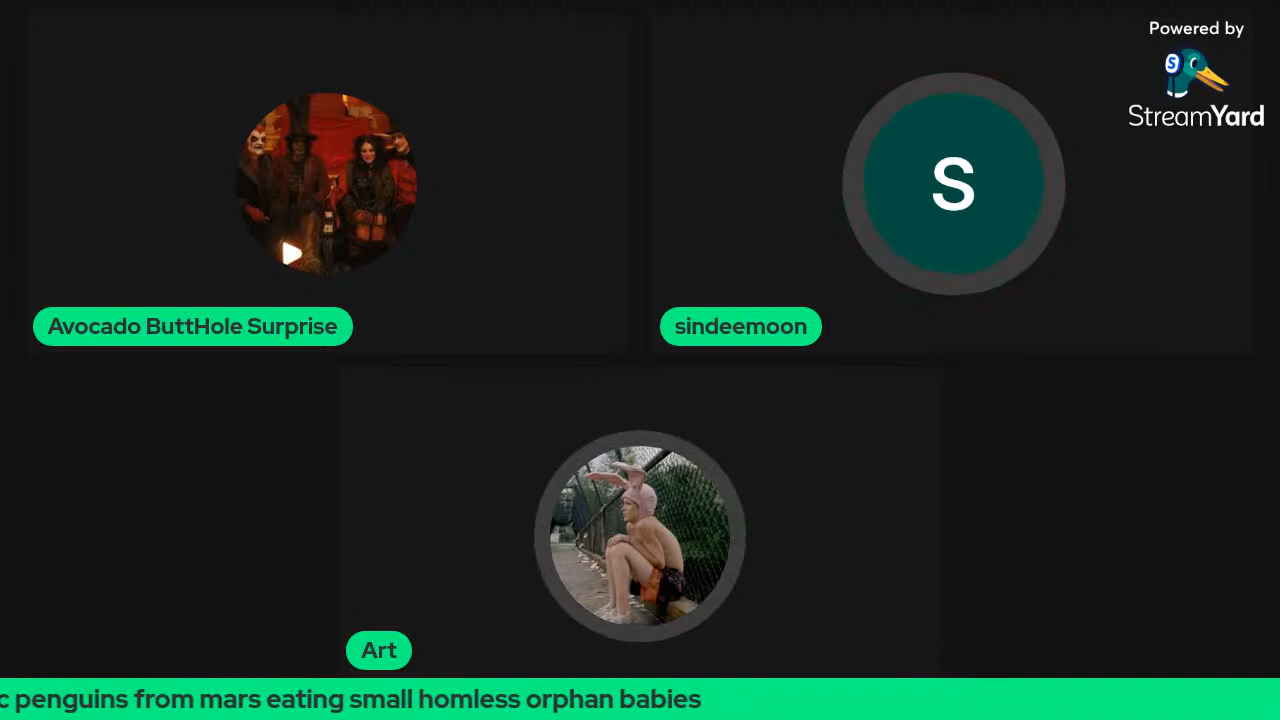 Powered by
S
StreamYard
S
Avocado ButtHole Surprise
sindeemoon
Art
c penguins from mars eating small homless orphan babies